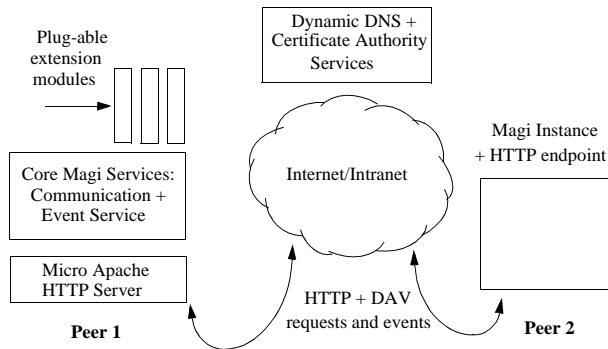 Plug-able
extension
modules
Dynamic DNS +
Certificate Authority
Services
Core Magi Services:
Communication +
Event Service
Internet/Intranet
Magi Instance
+ HTTP endpoint
Micro Apache
HTTP Server
HTTP + DAV
requests and events
Peer 1
Peer 2